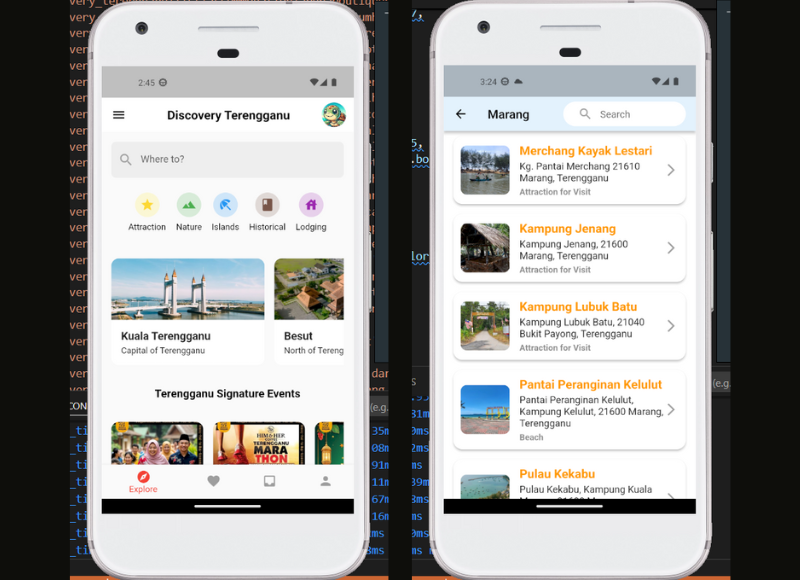 2:45
Discovery Terengganu
Where to?
Attraction
Nature
Islands
Historical
Lodging
Kuala Terengganu
Capital of Terengganu
Besut
North of Tereng
Terengganu Signature Events
TERENGGANU
MARA
THON
Explore
3:24
Marang
Search
Merchang Kayak Lestari
Kg. Pantai Merchang 21610
Marang, Terengganu
Attraction for Visit
Kampung Jenang
Kampung Jenang, 21600
Marang, Terengganu
Attraction for Visit
Kampung Lubuk Batu
Kampung Lubuk Batu, 21040
Bukit Payong, Terengganu
Attraction for Visit
Pantai Peranginan Kelulut
Pantai Peranginan Kelulut,
Kampung Kelulut, 21600 Marang,
Terengganu
Beach
Pulau Kekabu
Pulau Kekabu, Kampung Kuala